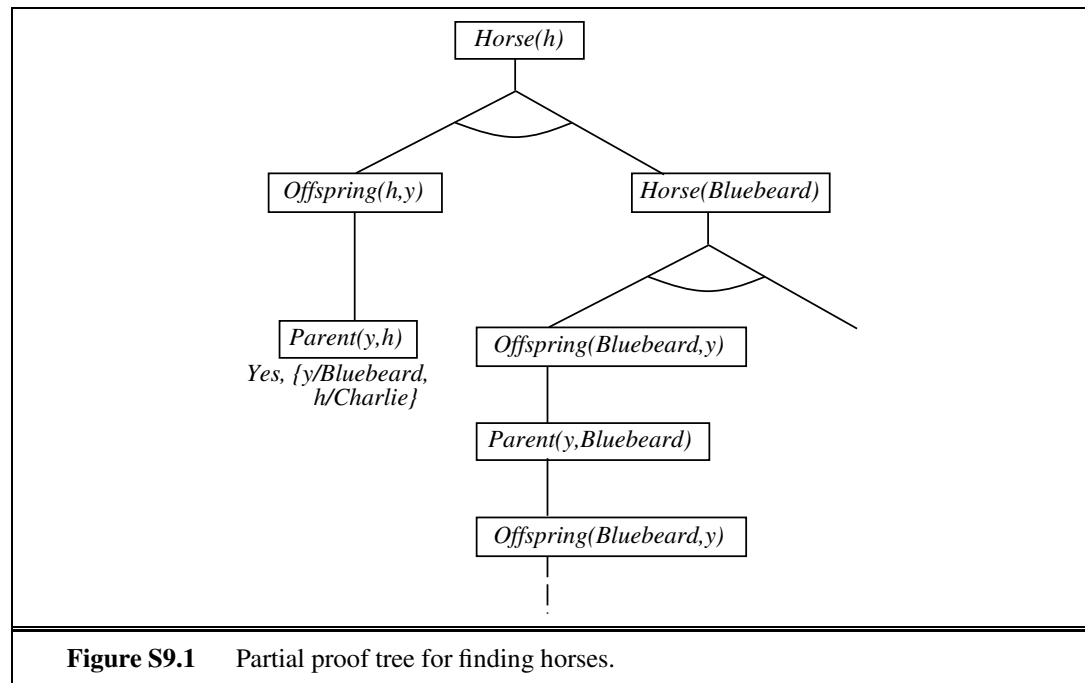 Horse(h)
Offspring(h,y)
Horse(Bluebeard)
Parent(y,h)
Yes, {y/Bluebeard,
h/Charlie}
Offspring(Bluebeard,y)
Parent(y,Bluebeard)
Offspring(Bluebeard,y)
Figure S9.1 Partial proof tree for finding horses.